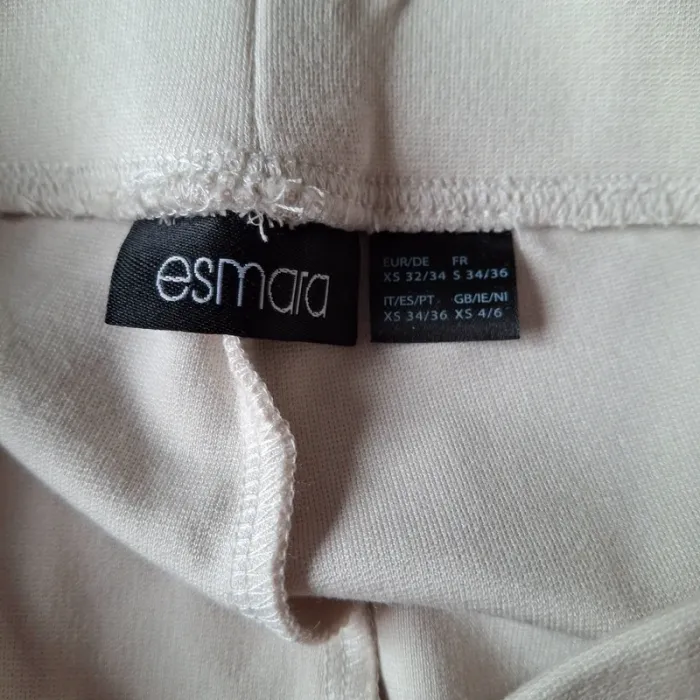 esmara
EUR/DE FR
XS 32/34 S 34/36
IT/ES/PT GB/IE/NI
XS 34/36 XS 4/6